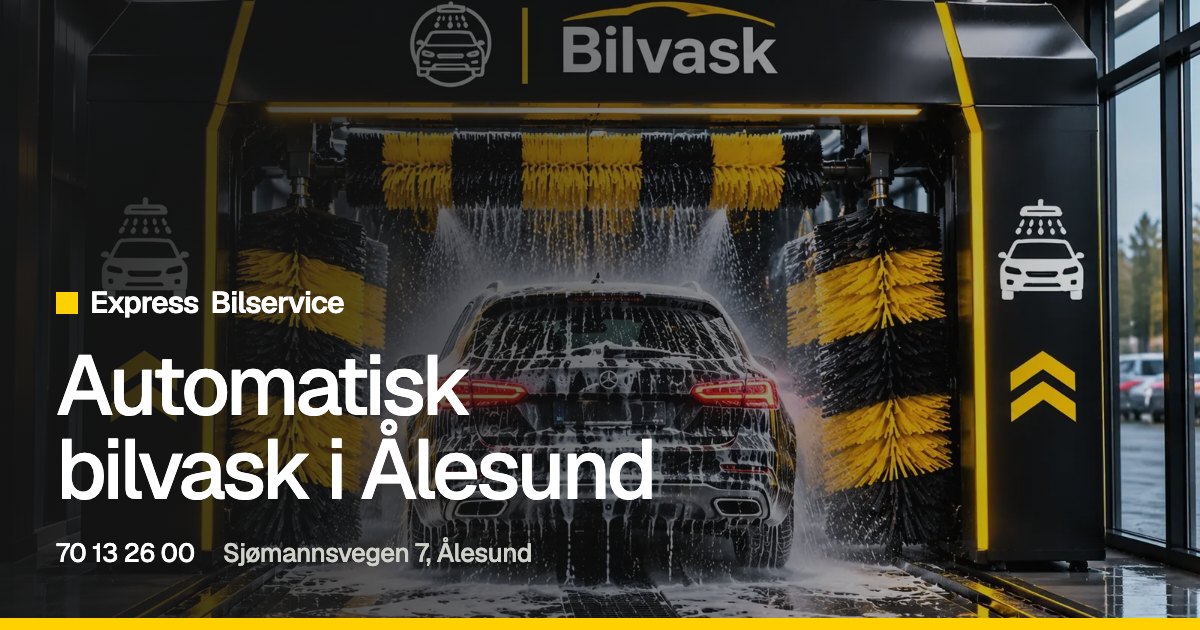 Bilvask
Express Bilservice
Automatisk
bilvask i Ålesund
70 13 26 00 Sjømannsvegen 7, Ålesund